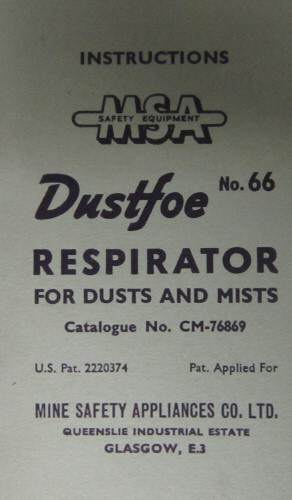 INSTRUCTIONS
MSA
SAFETY EQUIPMENT
Dustfoe No. 66
RESPIRATOR
FOR DUSTS AND MISTS
Catalogue No. CM-76869
U.S. Pat. 2220374 Pat. Applied For
MINE SAFETY APPLIANCES CO. LTD.
QUEENSLIE INDUSTRIAL ESTATE
GLASGOW, E.3